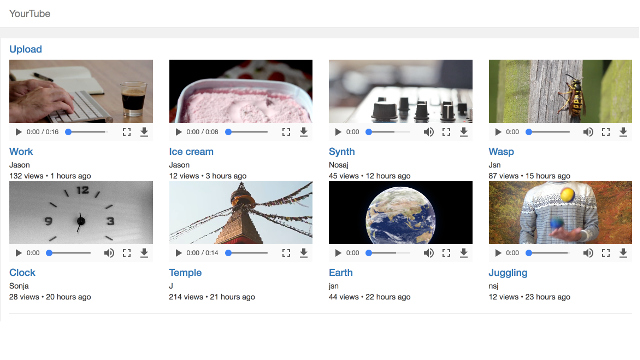 YourTube
Upload
0:00 / 0:16
0:00 / 0:08
0:00
0:00
Work
Ice cream
Synth
Wasp
Jason
Jason
Nosaj
Jsn
132 views • 1 hours ago
12 views • 3 hours ago
45 views • 12 hours ago
87 views • 15 hours ago
12
9
3
6
0:00
0:00 / 0:14
0:00
0:00
Clock
Temple
Earth
Juggling
Sonja
J
jsn
nsj
28 views • 20 hours ago
214 views • 21 hours ago
44 views • 22 hours ago
12 views • 23 hours ago